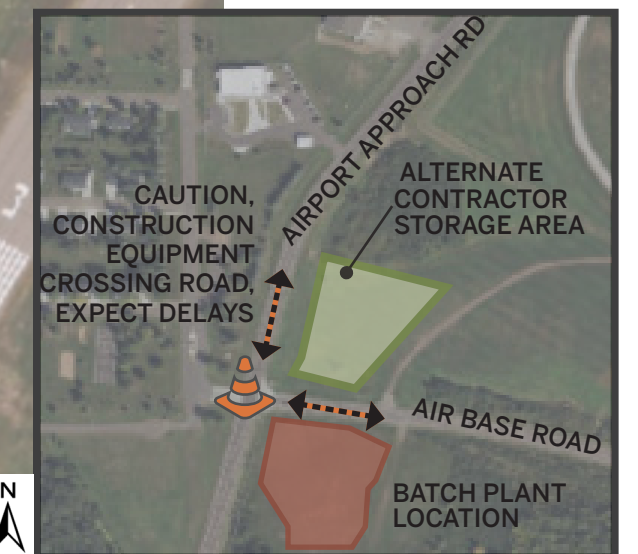 AIRPORT APPROACH RD
CAUTION,
CONSTRUCTION
EQUIPMENT
CROSSING ROAD,
EXPECT DELAYS
ALTERNATE
CONTRACTOR
STORAGE AREA
AIR BASE ROAD
BATCH PLANT
LOCATION
N
3